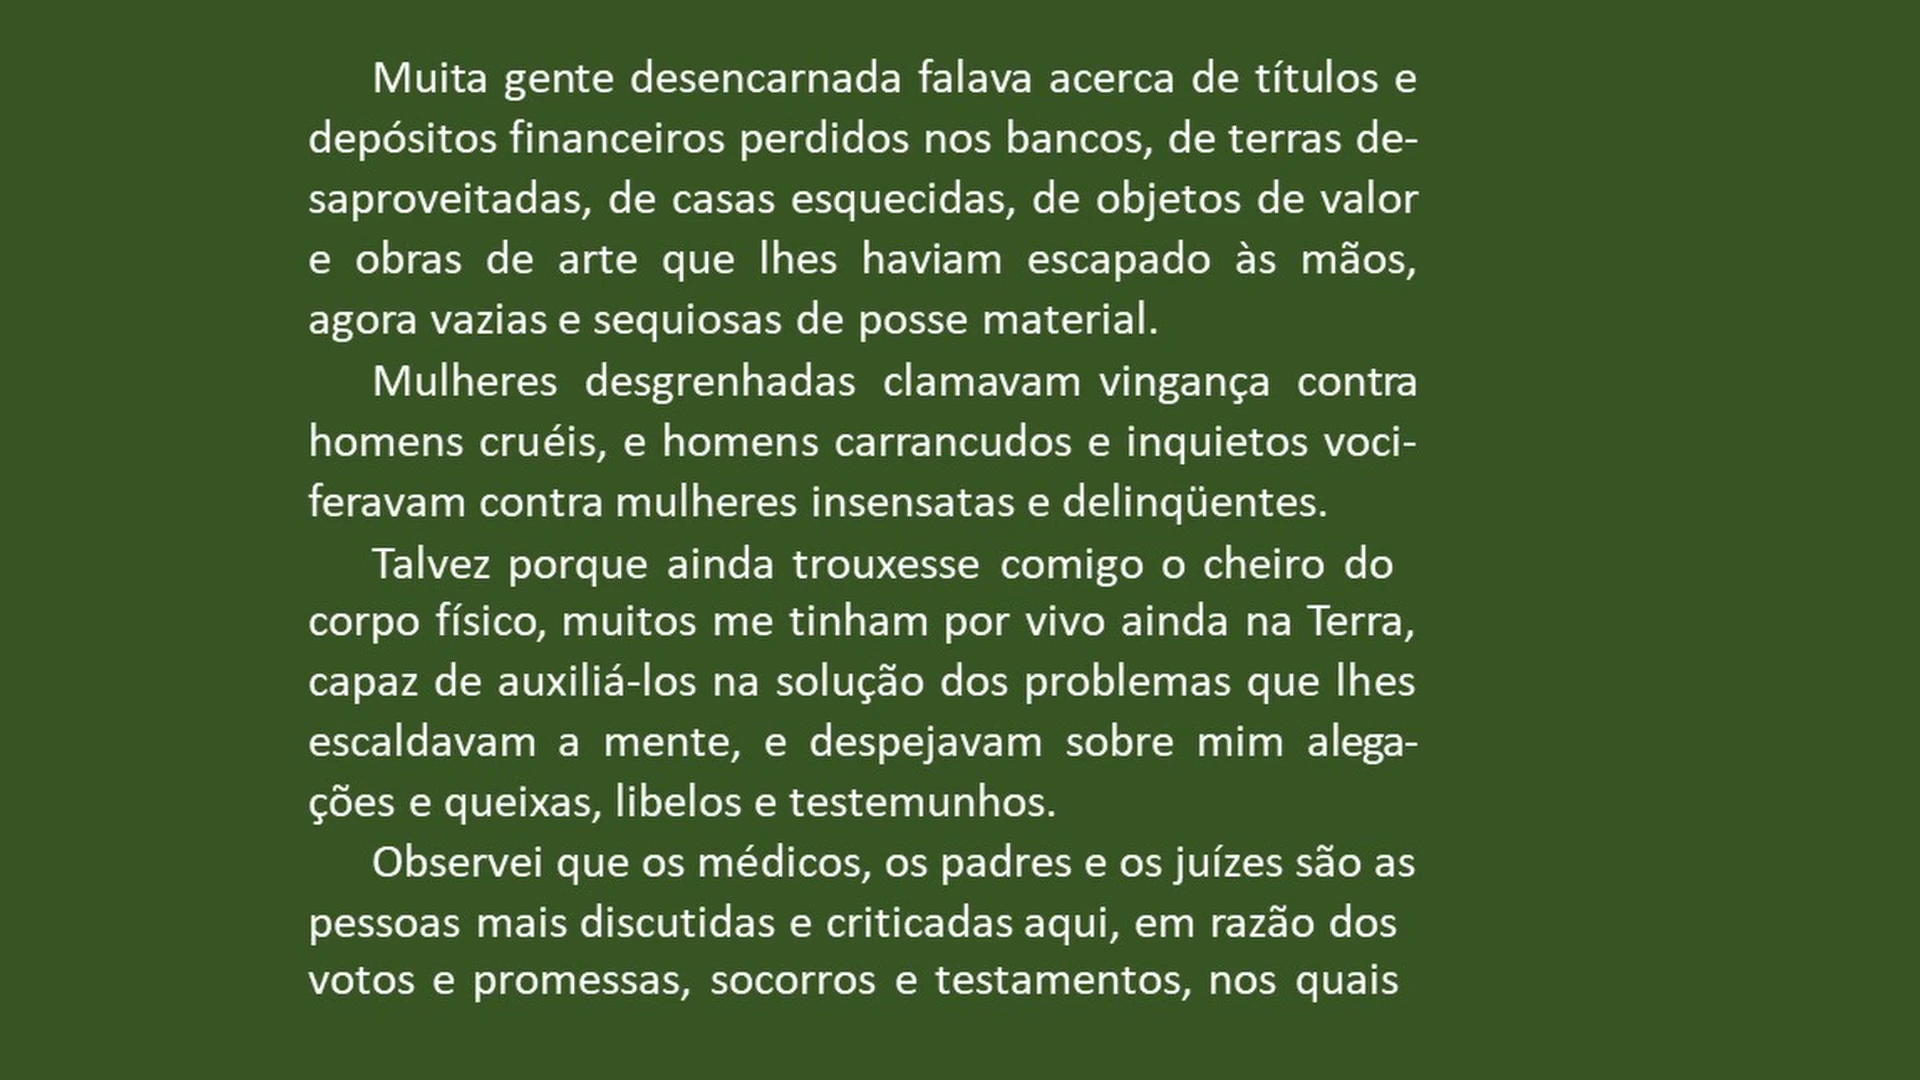 Muita gente desencarnada falava acerca de títulos e
depósitos financeiros perdidos nos bancos, de terras de-
saproveitadas, de casas esquecidas, de objetos de valor
e obras de arte que lhes haviam escapado às mãos,
agora vazias e sequiosas de posse material.
Mulheres desgrenhadas clamavam vingança contra
homens cruéis, e homens carrancudos e inquietos voci-
feravam contra mulheres insensatas e delinqüentes.
Talvez porque ainda trouxesse comigo o cheiro do
corpo físico, muitos me tinham por vivo ainda na Terra,
capaz de auxiliá-los na solução dos problemas que lhes
escaldavam a mente, e despejavam sobre mim alega-
ções e queixas, libelos e testemunhos.
Observei que os médicos, os padres e os juízes são as
pessoas mais discutidas e criticadas aqui, em razão dos
votos e promessas, socorros e testamentos, nos quais